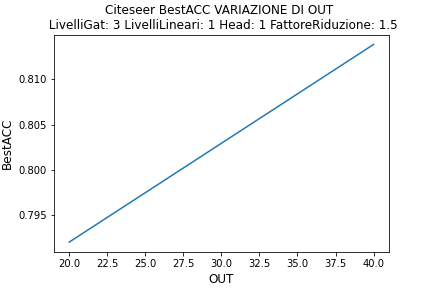 Citeseer BestACC VARIAZIONE DI OUT
LivelliGat: 3 LivelliLineari: 1 Head: 1 FattoreRiduzione: 1.5
0.810
0.805
0.800
0.795
BestACC
20.0 22.5 25.0 27.5 30.0 32.5 35.0 37.5 40.0
OUT